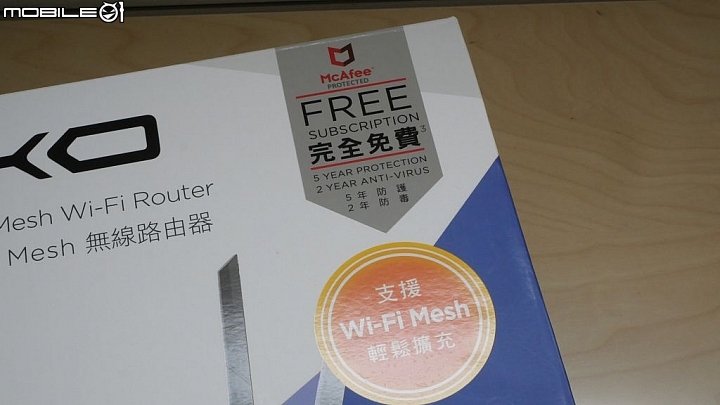 MOBILE01
McAfee™
PROTECTED
FREE
SUBSCRIPTION
完全免費3
5 YEAR PROTECTION
2 YEAR ANTI-VIRUS
5年防護
2年防毒
Mesh Wi-Fi Router
Mesh 無線路由器
支援
Wi-Fi Mesh
輕鬆擴充